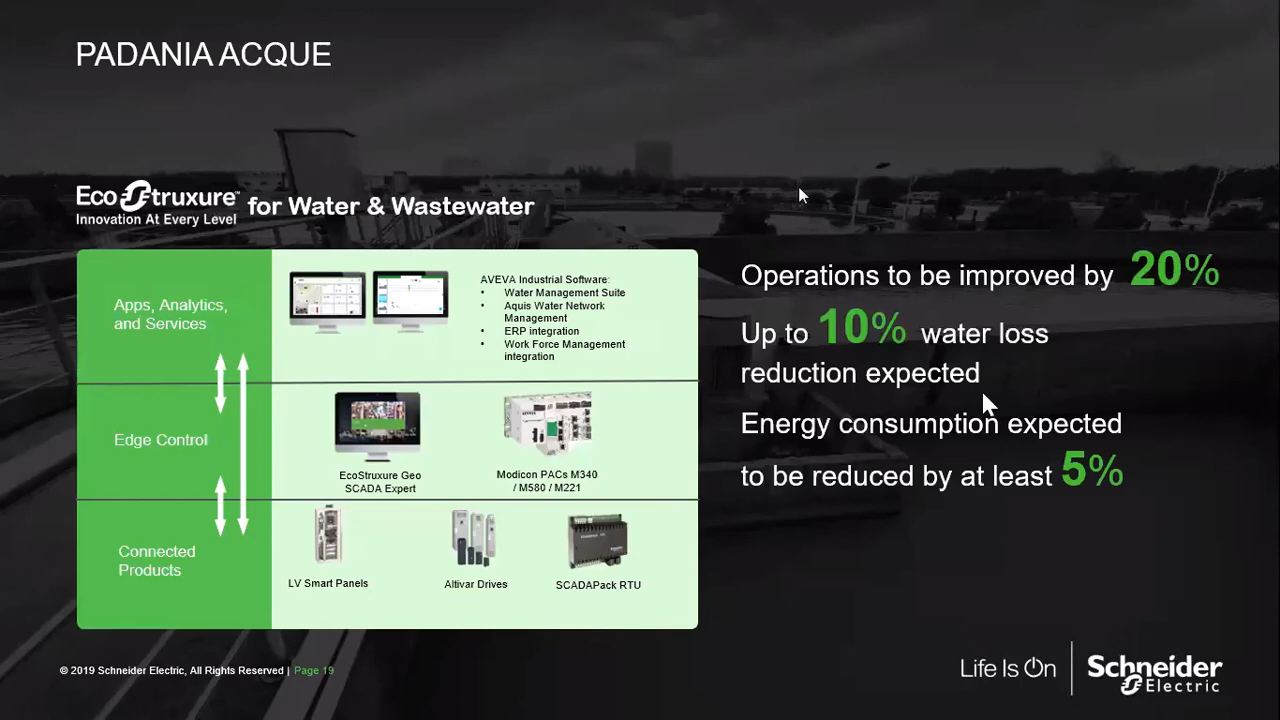 PADANIA ACQUE
EcoStruxure™ for Water & Wastewater
Innovation At Every Level
Apps, Analytics,
and Services
AVEVA Industrial Software:
• Water Management Suite
• Aquis Water Network
Management
• ERP integration
• Work Force Management
integration
Edge Control
EcoStruxure Geo
SCADA Expert
Modicon PACs M340
/ M580 / M221
Connected
Products
LV Smart Panels
Altivar Drives
SCADAPack RTU
Operations to be improved by 20%
Up to 10% water loss
reduction expected
Energy consumption expected
to be reduced by at least 5%
© 2019 Schneider Electric, All Rights Reserved | Page 19
Life Is On
Schneider
Electric